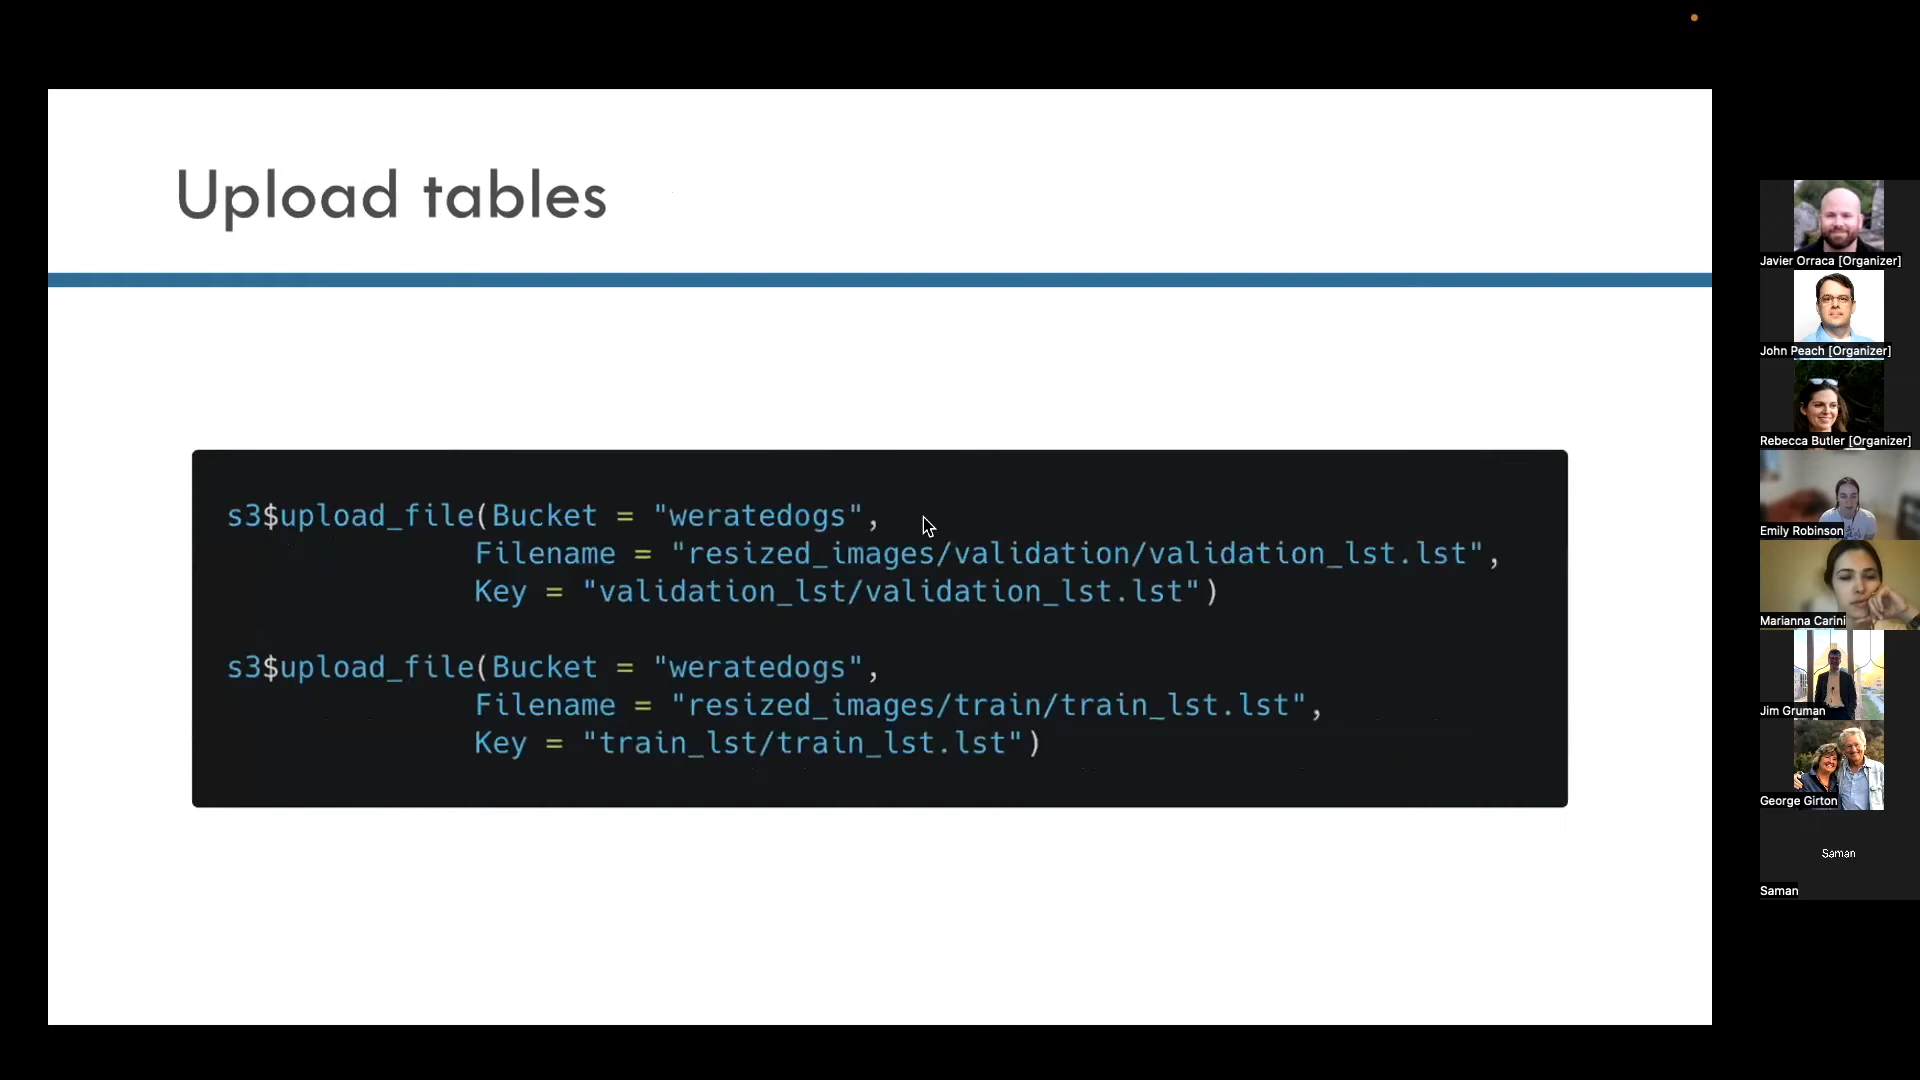 Upload tables
s3$upload_file(Bucket = "weratedogs",
Filename = "resized_images/validation/validation_lst.lst",
Key = "validation_lst/validation_lst.lst")
s3$upload_file(Bucket = "weratedogs",
Filename = "resized_images/train/train_lst.lst",
Key = "train_lst/train_lst.lst")
Javier Orraca [Organizer]
John Peach [Organizer]
Rebecca Butler [Organizer]
Emily Robinson
Marianna Carini
Jim Gruman
George Girton
Saman
Saman